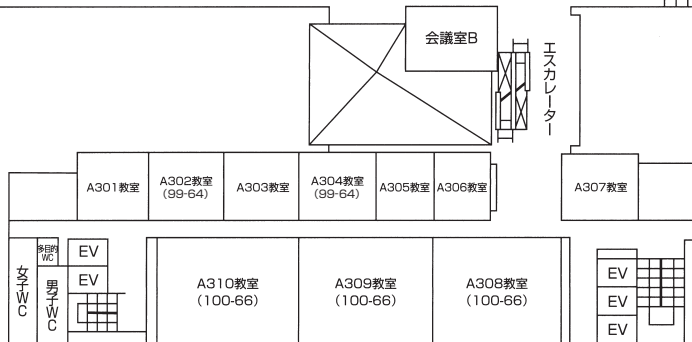 会議室B
エスカレーター
A301教室
A302教室
(99-64)
A303教室
A304教室
(99-64)
A305教室
A306教室
A307教室
女子WC
多目的
WC
男子WC
EV
EV
A310教室
(100-66)
A309教室
(100-66)
A308教室
(100-66)
EV
EV
EV